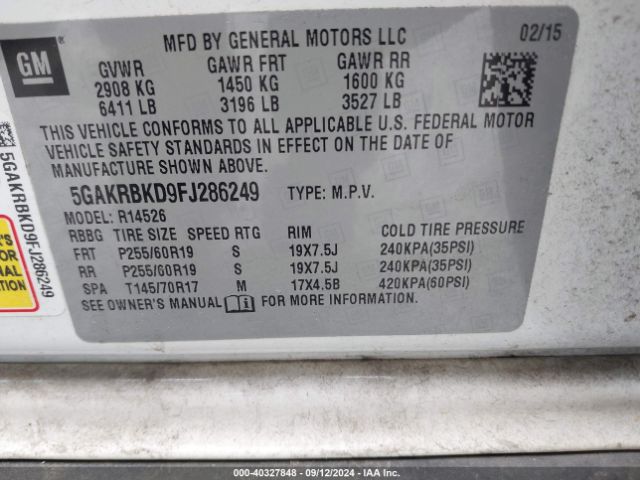 GM
MFD BY GENERAL MOTORS LLC 02/15
GVWR GAWR FRT GAWR RR
2908 KG 1450 KG 1600 KG
6411 LB 3196 LB 3527 LB
THIS VEHICLE CONFORMS TO ALL APPLICABLE U.S. FEDERAL MOTOR
VEHICLE SAFETY STANDARDS IN EFFECT ON THE DATE OF
MANUFACTURE SHOWN ABOVE.
5GAKRBKD9FJ286249 TYPE: M.P.V.
MODEL: R14526
RBBG TIRE SIZE SPEED RTG RIM COLD TIRE PRESSURE
FRT P255/60R19 S 19X7.5J 240KPA(35PSI)
RR P255/60R19 S 19X7.5J 240KPA(35PSI)
SPA T145/70R17 M 17X4.5B 420KPA(60PSI)
SEE OWNER'S MANUAL i FOR MORE INFORMATION
5GAKRBKD9FJ286249
000-40327848 - 09/12/2024 - IAA Inc.